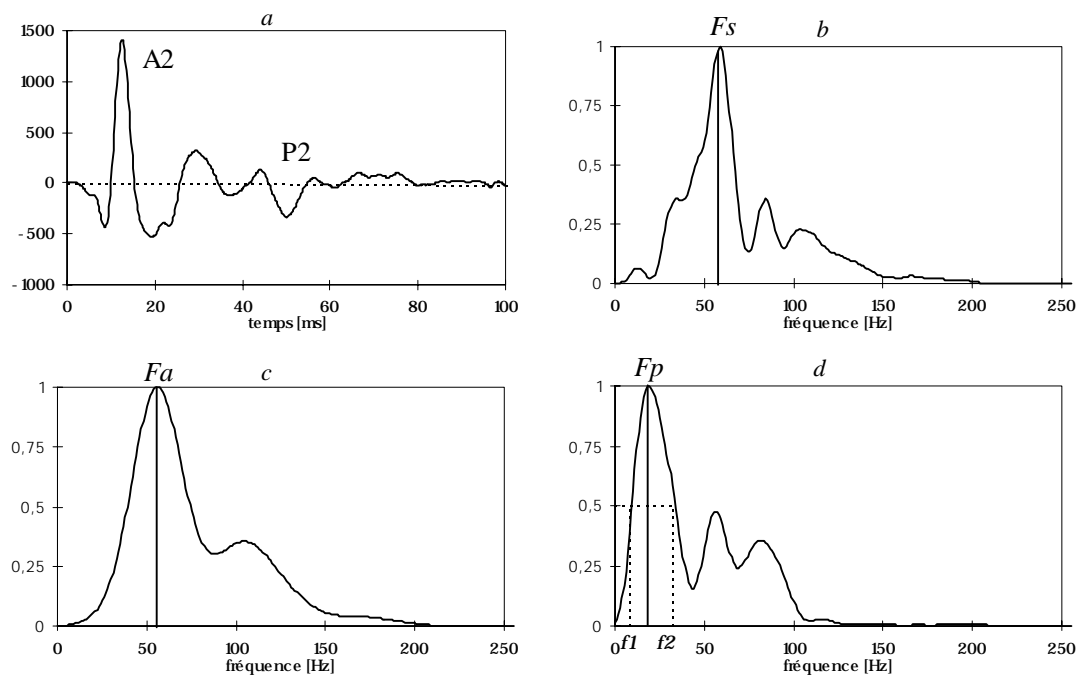 a
1500
1000
500
0
-500
-1000
A2
P2
0 20 40 60 80 100
temps [ms]
Fs b
1
0,75
0,5
0,25
0
0 50 100 150 200 250
fréquence [Hz]
Fa c
1
0,75
0,5
0,25
0
0 50 100 150 200 250
fréquence [Hz]
Fp d
1
0,75
0,5
0,25
0
0 f1 f2 50 100 150 200 250
fréquence [Hz]